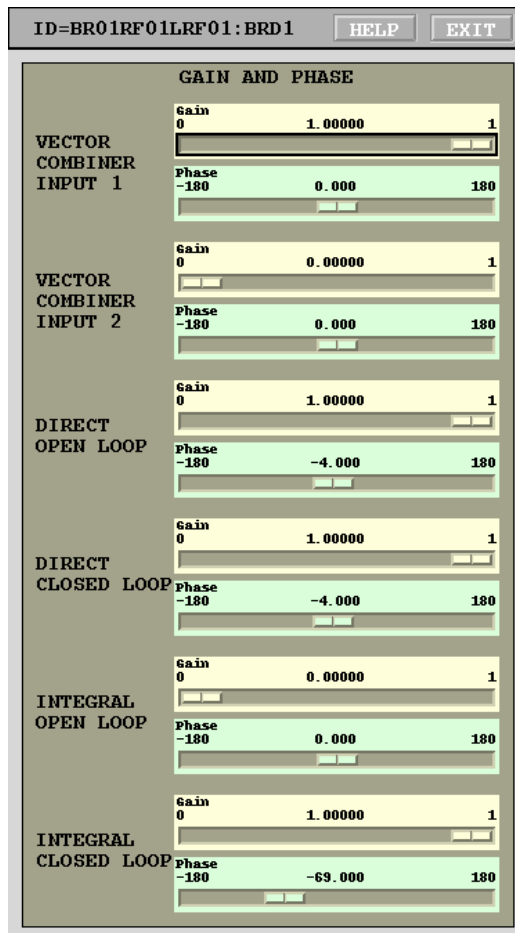 ID=BR01RF01LRF01:BRD1 HELP EXIT
GAIN AND PHASE
VECTOR
COMBINER
INPUT 1
Gain
0 1.00000 1
Phase
-180 0.000 180
VECTOR
COMBINER
INPUT 2
Gain
0 0.00000 1
Phase
-180 0.000 180
DIRECT
OPEN LOOP
Gain
0 1.00000 1
Phase
-180 -4.000 180
DIRECT
CLOSED LOOP
Gain
0 1.00000 1
Phase
-180 -4.000 180
INTEGRAL
OPEN LOOP
Gain
0 0.00000 1
Phase
-180 0.000 180
INTEGRAL
CLOSED LOOP
Gain
0 1.00000 1
Phase
-180 -69.000 180